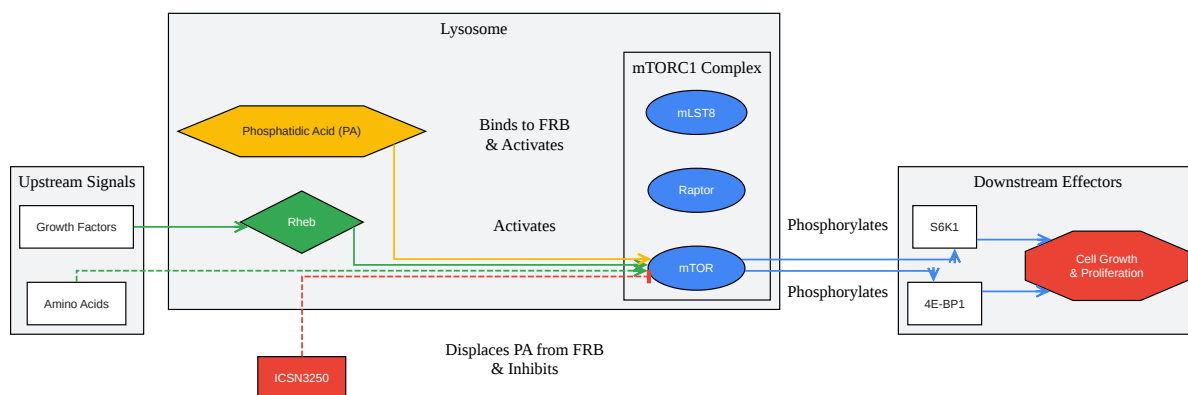 Lysosome
mTORC1 Complex
mLST8
Phosphatidic Acid (PA)
Binds to FRB
& Activates
Upstream Signals
Raptor
Downstream Effectors
Growth Factors
Rheb
Activates
Phosphorylates
S6K1
mTOR
Cell Growth
& Proliferation
Amino Acids
Phosphorylates
4E-BP1
Displaces PA from FRB
& Inhibits
ICSN3250